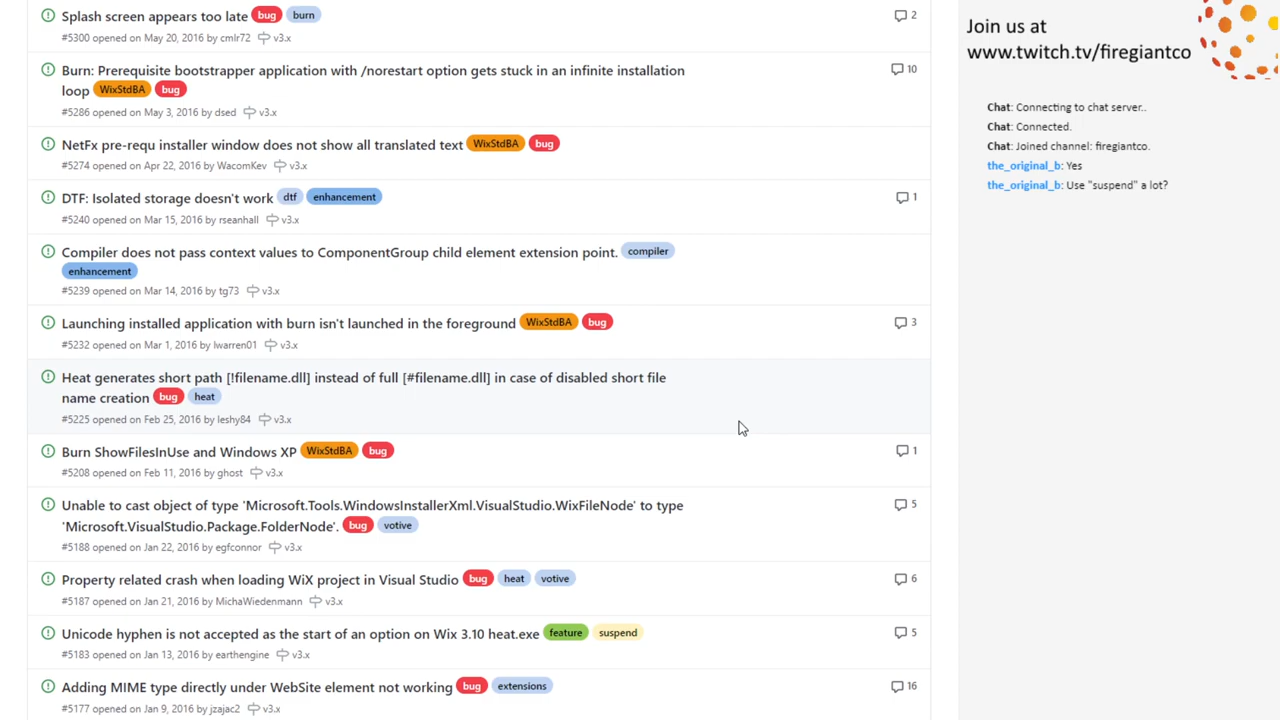 Splash screen appears too late bug burn
2
#5300 opened on May 20, 2016 by cmlr72 v3.x
Burn: Prerequisite bootstrapper application with /norestart option gets stuck in an infinite installation
loop WixStdBA bug
10
#5286 opened on May 3, 2016 by dsed v3.x
NetFx pre-requ installer window does not show all translated text WixStdBA bug
#5274 opened on Apr 22, 2016 by WacomKev v3.x
DTF: Isolated storage doesn't work dtf enhancement
1
#5240 opened on Mar 15, 2016 by rseanhall v3.x
Compiler does not pass context values to ComponentGroup child element extension point. compiler
enhancement
#5239 opened on Mar 14, 2016 by tg73 v3.x
Launching installed application with burn isn't launched in the foreground WixStdBA bug
3
#5232 opened on Mar 1, 2016 by lwarren01 v3.x
Heat generates short path [!filename.dll] instead of full [#filename.dll] in case of disabled short file
name creation bug heat
#5225 opened on Feb 25, 2016 by leshy84 v3.x
Burn ShowFilesInUse and Windows XP WixStdBA bug
1
#5208 opened on Feb 11, 2016 by ghost v3.x
Unable to cast object of type 'Microsoft.Tools.WindowsInstallerXml.VisualStudio.WixFileNode' to type
'Microsoft.VisualStudio.Package.FolderNode'. bug votive
5
#5188 opened on Jan 22, 2016 by egfconnor v3.x
Property related crash when loading WiX project in Visual Studio bug heat votive
6
#5187 opened on Jan 21, 2016 by MichaWiedenmann v3.x
Unicode hyphen is not accepted as the start of an option on Wix 3.10 heat.exe feature suspend
5
#5183 opened on Jan 13, 2016 by earthengine v3.x
Adding MIME type directly under WebSite element not working bug extensions
16
#5177 opened on Jan 9, 2016 by jzajac2 v3.x
Join us at
www.twitch.tv/firegiantco
Chat: Connecting to chat server..
Chat: Connected.
Chat: Joined channel: firegiantco.
the_original_b: Yes
the_original_b: Use "suspend" a lot?